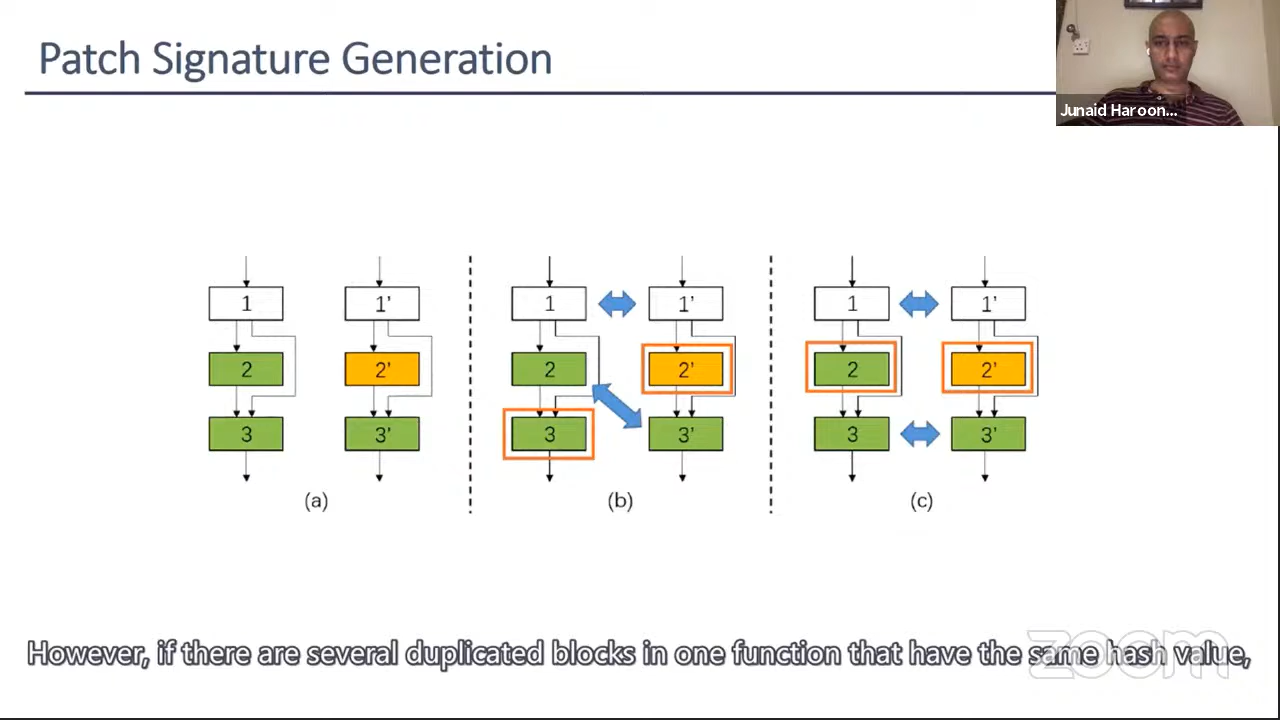 Patch Signature Generation
Junaid Haroon...
1 1' 1 1' 1 1'
2 2' 2 2' 2 2'
3 3' 3 3' 3 3'
(a) (b) (c)
However, if there are several duplicated blocks in one function that have the same hash value,
zoom